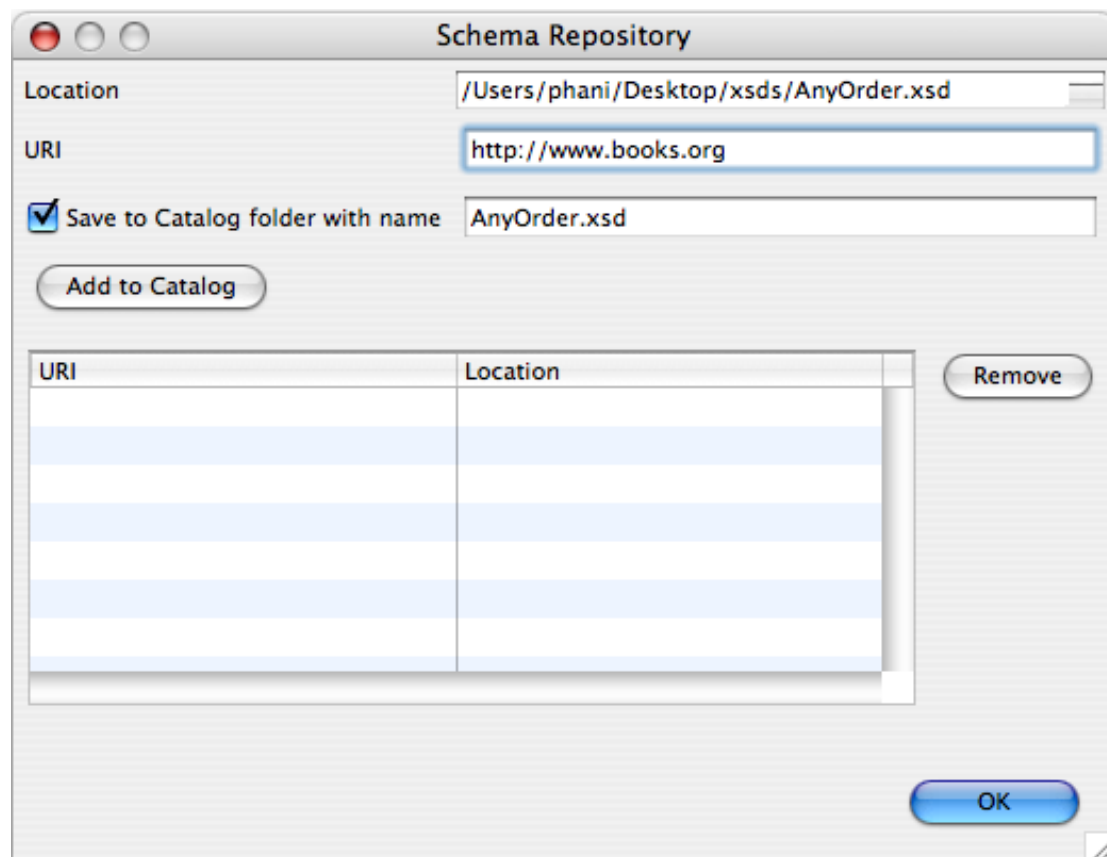 Schema Repository
Location /Users/phani/Desktop/xsds/AnyOrder.xsd
URI http://www.books.org
Save to Catalog folder with name AnyOrder.xsd
Add to Catalog
URI Location
Remove
OK